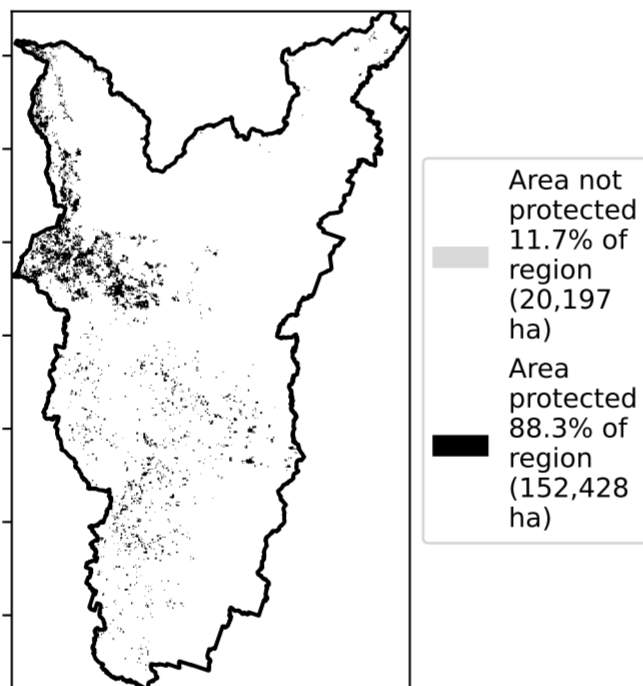 Area not
protected
11.7% of
region
(20,197
ha)
Area
protected
88.3% of
region
(152,428
ha)